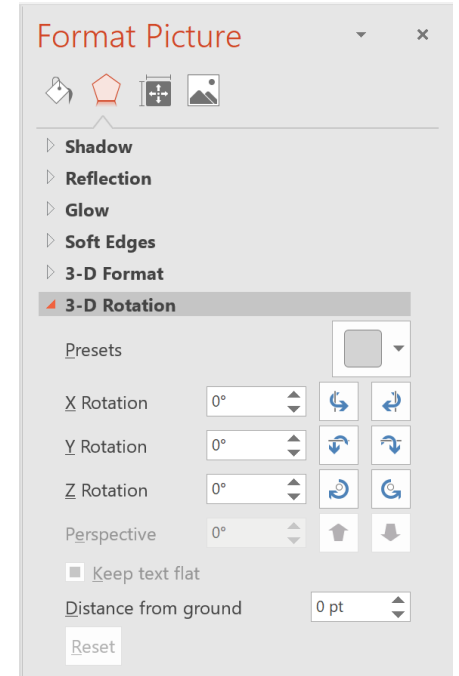 Format Picture
Shadow
Reflection
Glow
Soft Edges
3-D Format
3-D Rotation
Presets
X Rotation 0°
Y Rotation 0°
Z Rotation 0°
Perspective 0°
Keep text flat
Distance from ground 0 pt
Reset